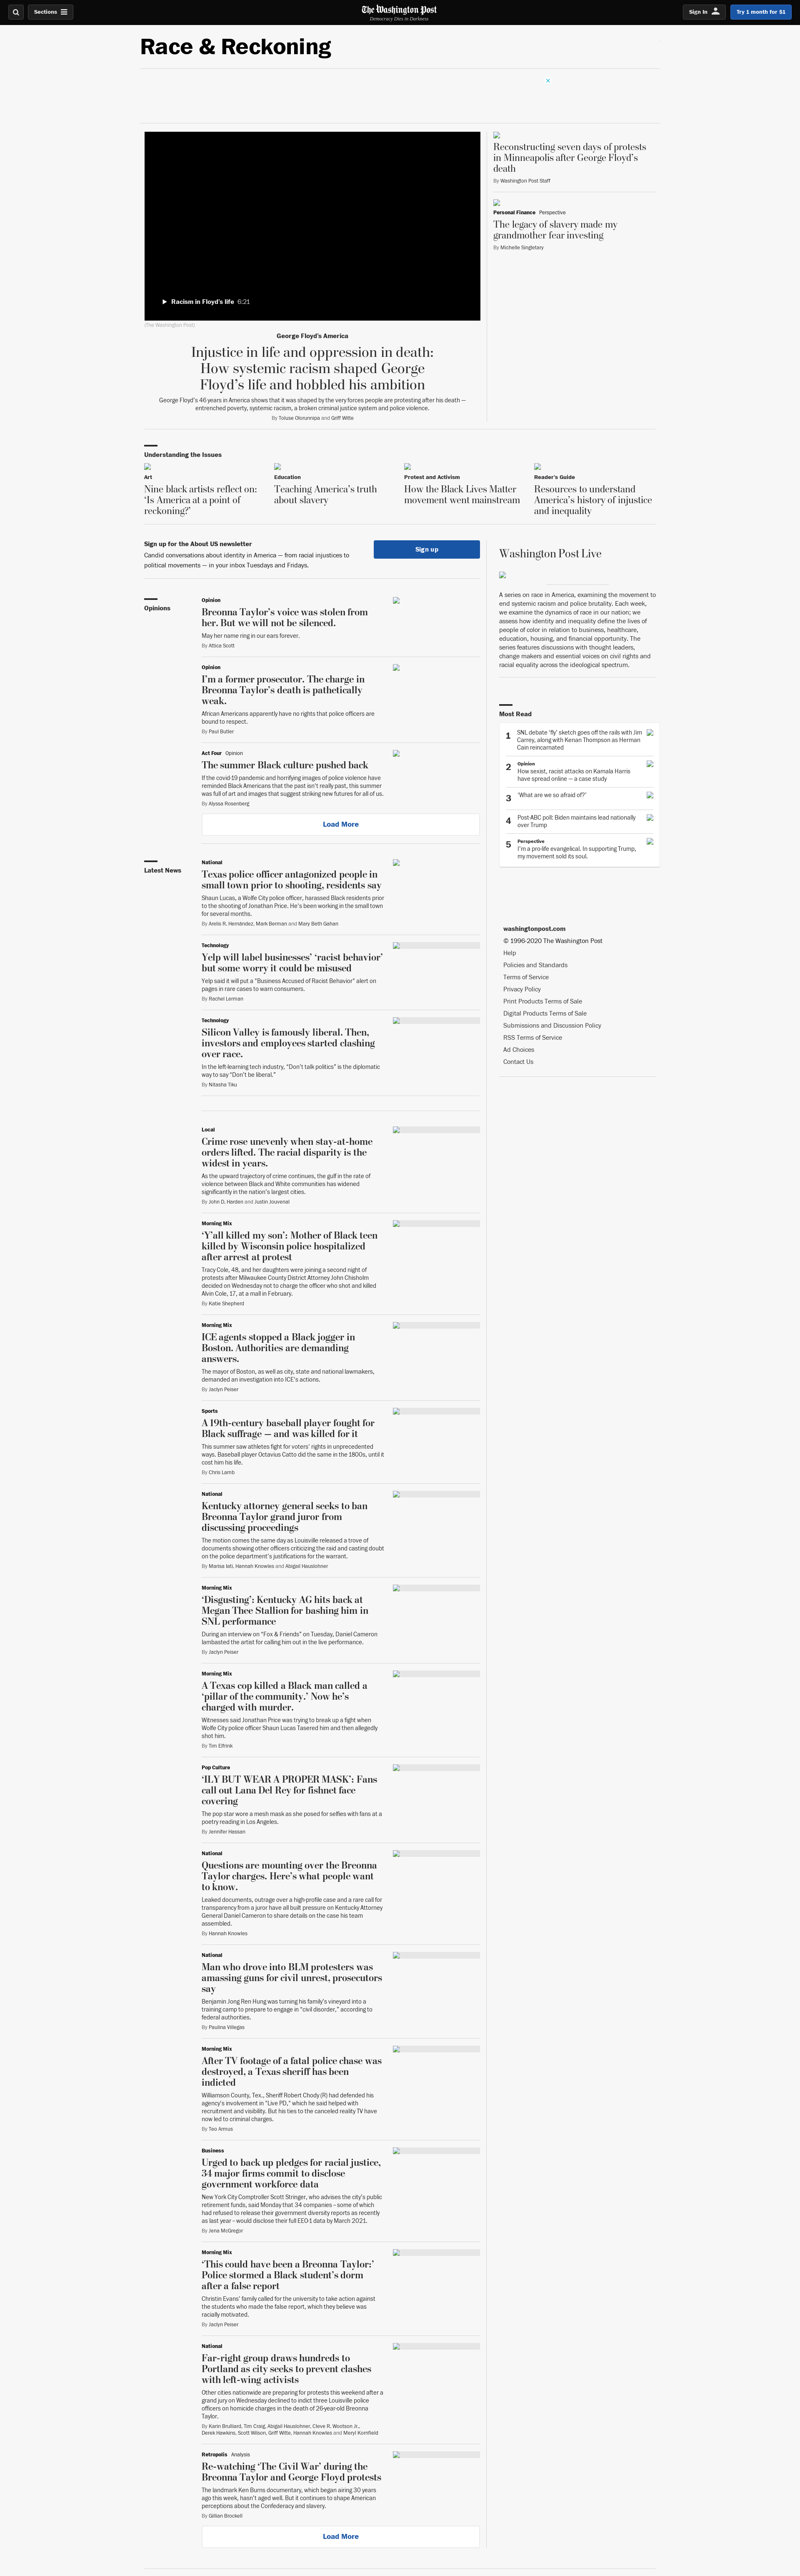 Sections
The Washington Post
Democracy Dies in Darkness
Sign In
Try 1 month for $1
Race & Reckoning
Racism in Floyd's life 6:21
(The Washington Post)
George Floyd's America
Injustice in life and oppression in death:
How systemic racism shaped George
Floyd's life and hobbled his ambition
George Floyd's 46 years in America shows that it was shaped by the very forces people are protesting after his death —
entrenched poverty, systemic racism, a broken criminal justice system and police violence.
By Toluse Olorunnipa and Griff Witte
Reconstructing seven days of protests
in Minneapolis after George Floyd's
death
By Washington Post Staff
Personal Finance Perspective
The legacy of slavery made my
grandmother fear investing
By Michelle Singletary
Understanding the Issues
Art
Nine black artists reflect on:
'Is America at a point of
reckoning?'
Education
Teaching America's truth
about slavery
Protest and Activism
How the Black Lives Matter
movement went mainstream
Reader's Guide
Resources to understand
America's history of injustice
and inequality
Sign up for the About US newsletter
Candid conversations about identity in America — from racial injustices to
political movements — in your inbox Tuesdays and Fridays.
Sign up
Opinions
Opinion
Breonna Taylor's voice was stolen from
her. But we will not be silenced.
May her name ring in our ears forever.
By Attica Scott
Opinion
I'm a former prosecutor. The charge in
Breonna Taylor's death is pathetically
weak.
African Americans apparently have no rights that police officers are
bound to respect.
By Paul Butler
Act Four Opinion
The summer Black culture pushed back
If the covid-19 pandemic and horrifying images of police violence have
reminded Black Americans that the past isn't really past, this summer
was full of art and images that suggest striking new futures for all of us.
By Alyssa Rosenberg
Load More
Latest News
National
Texas police officer antagonized people in
small town prior to shooting, residents say
Shaun Lucas, a Wolfe City police officer, harassed Black residents prior
to the shooting of Jonathan Price. He's been working in the small town
for several months.
By Arelis R. Hernández, Mark Berman and Mary Beth Gahan
Technology
Yelp will label businesses' 'racist behavior'
but some worry it could be misused
Yelp said it will put a "Business Accused of Racist Behavior" alert on
pages in rare cases to warn consumers.
By Rachel Lerman
Technology
Silicon Valley is famously liberal. Then,
investors and employees started clashing
over race.
In the left-leaning tech industry, "Don't talk politics" is the diplomatic
way to say "Don't be liberal."
By Nitasha Tiku
Local
Crime rose unevenly when stay-at-home
orders lifted. The racial disparity is the
widest in years.
As the upward trajectory of crime continues, the gulf in the rate of
violence between Black and White communities has widened
significantly in the nation's largest cities.
By John D. Harden and Justin Jouvenal
Morning Mix
'Y'all killed my son': Mother of Black teen
killed by Wisconsin police hospitalized
after arrest at protest
Tracy Cole, 48, and her daughters were joining a second night of
protests after Milwaukee County District Attorney John Chisholm
decided on Wednesday not to charge the officer who shot and killed
Alvin Cole, 17, at a mall in February.
By Katie Shepherd
Morning Mix
ICE agents stopped a Black jogger in
Boston. Authorities are demanding
answers.
The mayor of Boston, as well as city, state and national lawmakers,
demanded an investigation into ICE's actions.
By Jaclyn Peiser
Sports
A 19th-century baseball player fought for
Black suffrage — and was killed for it
This summer saw athletes fight for voters' rights in unprecedented
ways. Baseball player Octavius Catto did the same in the 1800s, until it
cost him his life.
By Chris Lamb
National
Kentucky attorney general seeks to ban
Breonna Taylor grand juror from
discussing proceedings
The motion comes the same day as Louisville released a trove of
documents showing other officers criticizing the raid and casting doubt
on the police department's justifications for the warrant.
By Marisa Iati, Hannah Knowles and Abigail Hauslohner
Morning Mix
'Disgusting': Kentucky AG hits back at
Megan Thee Stallion for bashing him in
SNL performance
During an interview on "Fox & Friends" on Tuesday, Daniel Cameron
lambasted the artist for calling him out in the live performance.
By Jaclyn Peiser
Morning Mix
A Texas cop killed a Black man called a
'pillar of the community.' Now he's
charged with murder.
Witnesses said Jonathan Price was trying to break up a fight when
Wolfe City police officer Shaun Lucas Tasered him and then allegedly
shot him.
By Tim Elfrink
Pop Culture
'ILY BUT WEAR A PROPER MASK': Fans
call out Lana Del Rey for fishnet face
covering
The pop star wore a mesh mask as she posed for selfies with fans at a
poetry reading in Los Angeles.
By Jennifer Hassan
National
Questions are mounting over the Breonna
Taylor charges. Here's what people want
to know.
Leaked documents, outrage over a high-profile case and a rare call for
transparency from a juror have all built pressure on Kentucky Attorney
General Daniel Cameron to share details on the case his team
assembled.
By Hannah Knowles
National
Man who drove into BLM protesters was
amassing guns for civil unrest, prosecutors
say
Benjamin Jong Ren Hung was turning his family's vineyard into a
training camp to prepare to engage in "civil disorder," according to
federal authorities.
By Paulina Villegas
Morning Mix
After TV footage of a fatal police chase was
destroyed, a Texas sheriff has been
indicted
Williamson County, Tex., Sheriff Robert Chody (R) had defended his
agency's involvement in "Live PD," which he said helped with
recruitment and visibility. But his ties to the canceled reality TV have
now led to criminal charges.
By Teo Armus
Business
Urged to back up pledges for racial justice,
34 major firms commit to disclose
government workforce data
New York City Comptroller Scott Stringer, who advises the city's public
retirement funds, said Monday that 34 companies – some of which
had refused to release their government diversity reports as recently
as last year – would disclose their full EEO-1 data by March 2021.
By Jena McGregor
Morning Mix
'This could have been a Breonna Taylor:'
Police stormed a Black student's dorm
after a false report
Christin Evans' family called for the university to take action against
the students who made the false report, which they believe was
racially motivated.
By Jaclyn Peiser
National
Far-right group draws hundreds to
Portland as city seeks to prevent clashes
with left-wing activists
Other cities nationwide are preparing for protests this weekend after a
grand jury on Wednesday declined to indict three Louisville police
officers on homicide charges in the death of 26-year-old Breonna
Taylor.
By Karin Brulliard, Tim Craig, Abigail Hauslohner, Cleve R. Wootson Jr.,
Derek Hawkins, Scott Wilson, Griff Witte, Hannah Knowles and Meryl Kornfield
Retropolis Analysis
Re-watching 'The Civil War' during the
Breonna Taylor and George Floyd protests
The landmark Ken Burns documentary, which began airing 30 years
ago this week, hasn't aged well. But it continues to shape American
perceptions about the Confederacy and slavery.
By Gillian Brockell
Load More
Washington Post Live
A series on race in America, examining the movement to
end systemic racism and police brutality. Each week,
we examine the dynamics of race in our nation; we
assess how identity and inequality define the lives of
people of color in relation to business, healthcare,
education, housing, and financial opportunity. The
series features discussions with thought leaders,
change makers and essential voices on civil rights and
racial equality across the ideological spectrum.
Most Read
1
SNL debate 'fly' sketch goes off the rails with Jim
Carrey, along with Kenan Thompson as Herman
Cain reincarnated
2
Opinion
How sexist, racist attacks on Kamala Harris
have spread online — a case study
3
'What are we so afraid of?'
4
Post-ABC poll: Biden maintains lead nationally
over Trump
5
Perspective
I'm a pro-life evangelical. In supporting Trump,
my movement sold its soul.
washingtonpost.com
© 1996-2020 The Washington Post
Help
Policies and Standards
Terms of Service
Privacy Policy
Print Products Terms of Sale
Digital Products Terms of Sale
Submissions and Discussion Policy
RSS Terms of Service
Ad Choices
Contact Us